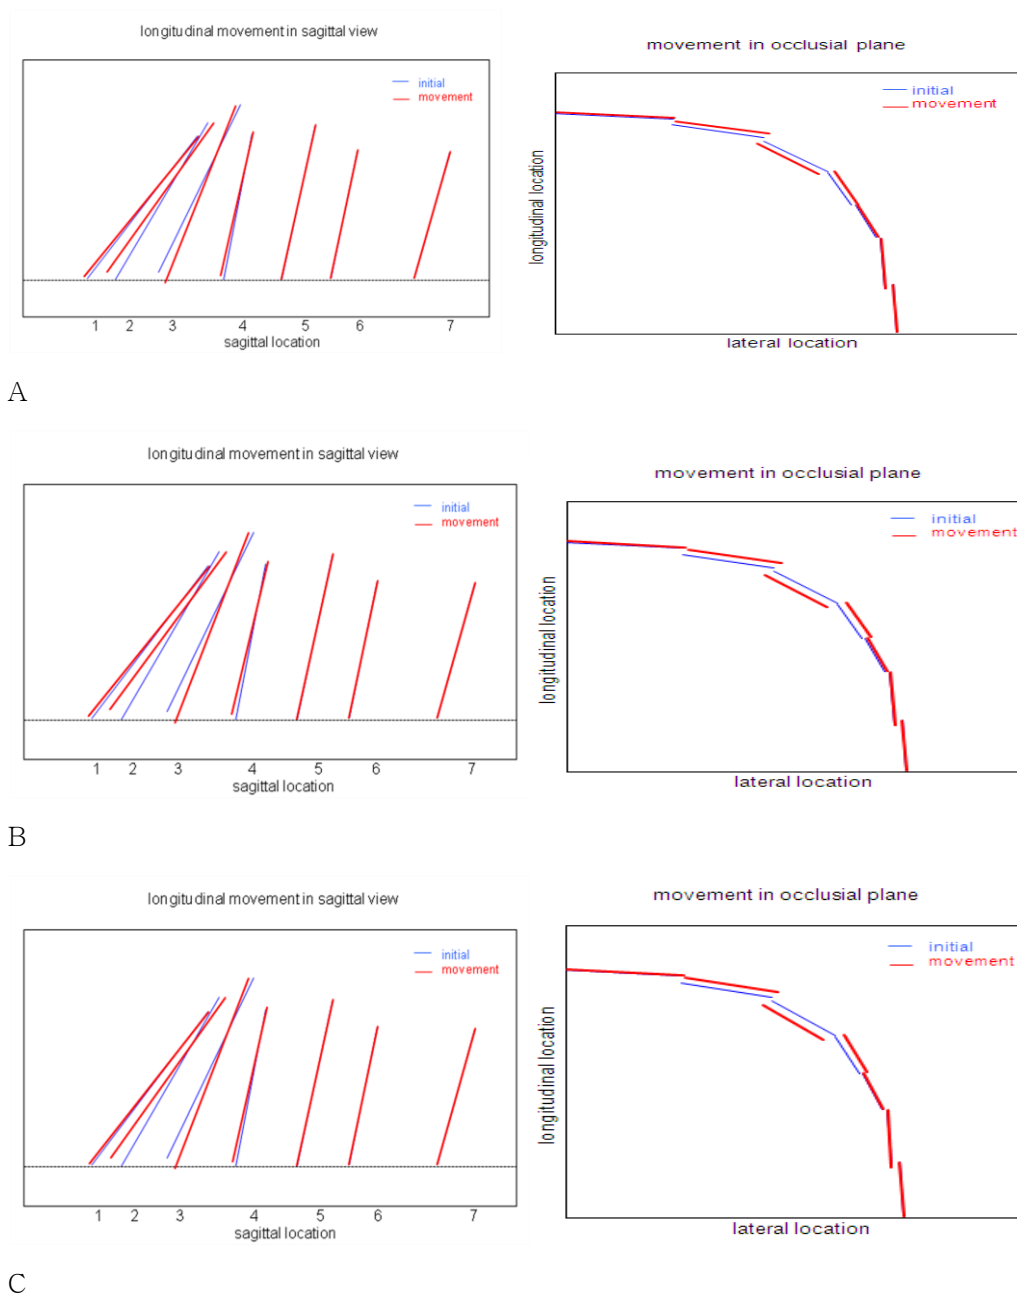 longitudinal movement in sagittal view
initial
movement
1 2 3 4 5 6 7
sagittal location
movement in occlusial plane
initial
movement
longitudinal location
lateral location
A
longitudinal movement in sagittal view
initial
movement
1 2 3 4 5 6 7
sagittal location
movement in occlusial plane
initial
movement
longitudinal location
lateral location
B
longitudinal movement in sagittal view
initial
movement
1 2 3 4 5 6 7
sagittal location
movement in occlusial plane
initial
movement
longitudinal location
lateral location
C